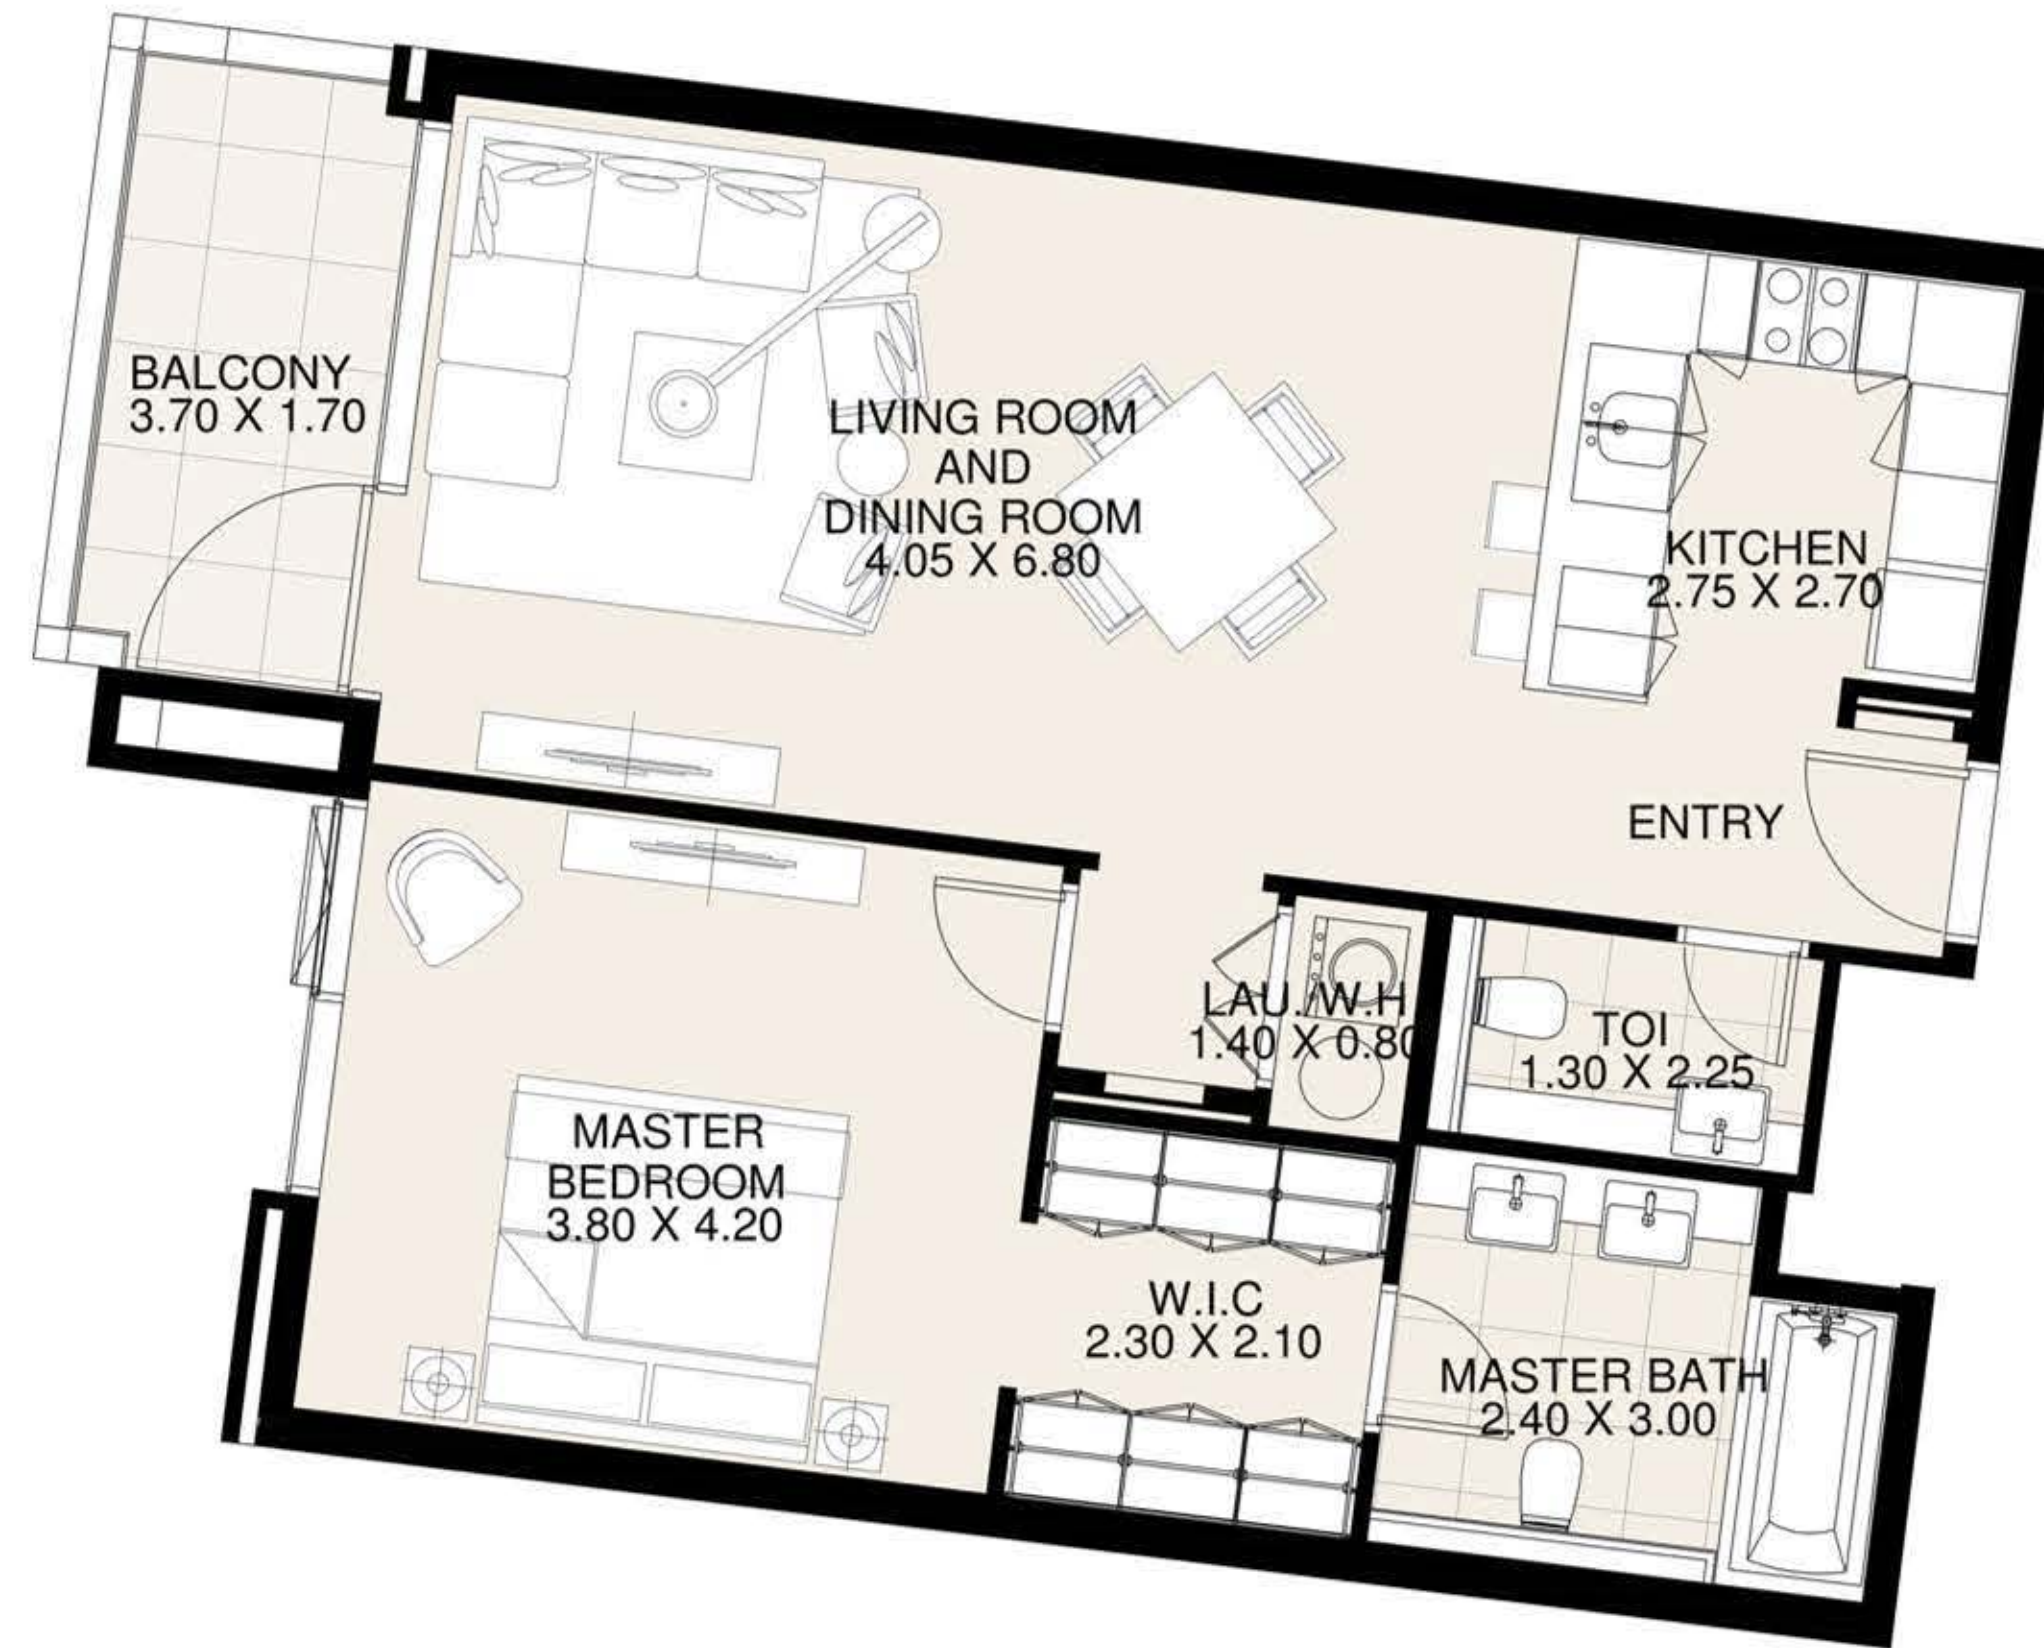 BALCONY
3.70 X 1.70
LIVING ROOM
AND
DINING ROOM
4.05 X 6.80
KITCHEN
2.75 X 2.70
ENTRY
LAU./W.H
1.40 X 0.80
TOI
1.30 X 2.25
MASTER
BEDROOM
3.80 X 4.20
W.I.C
2.30 X 2.10
MASTER BATH
2.40 X 3.00